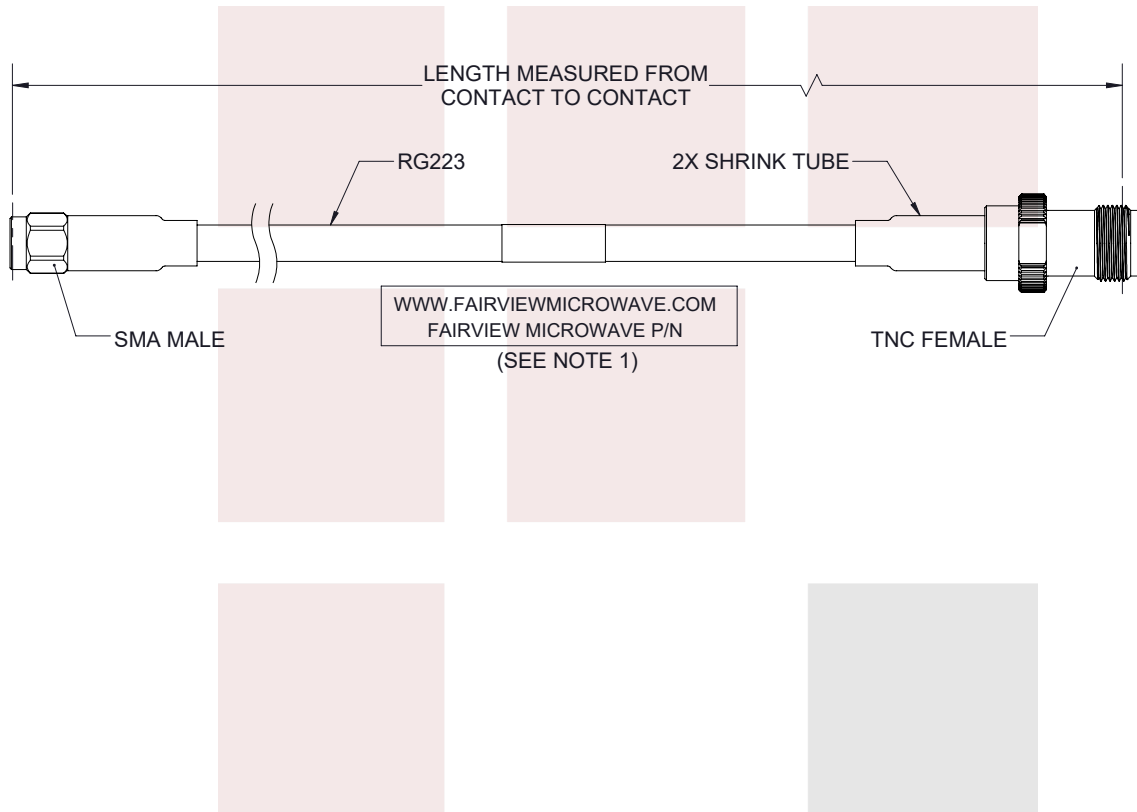 LENGTH MEASURED FROM
CONTACT TO CONTACT
RG223
2X SHRINK TUBE
WWW.FAIRVIEWMICROWAVE.COM
FAIRVIEW MICROWAVE P/N
(SEE NOTE 1)
SMA MALE
TNC FEMALE